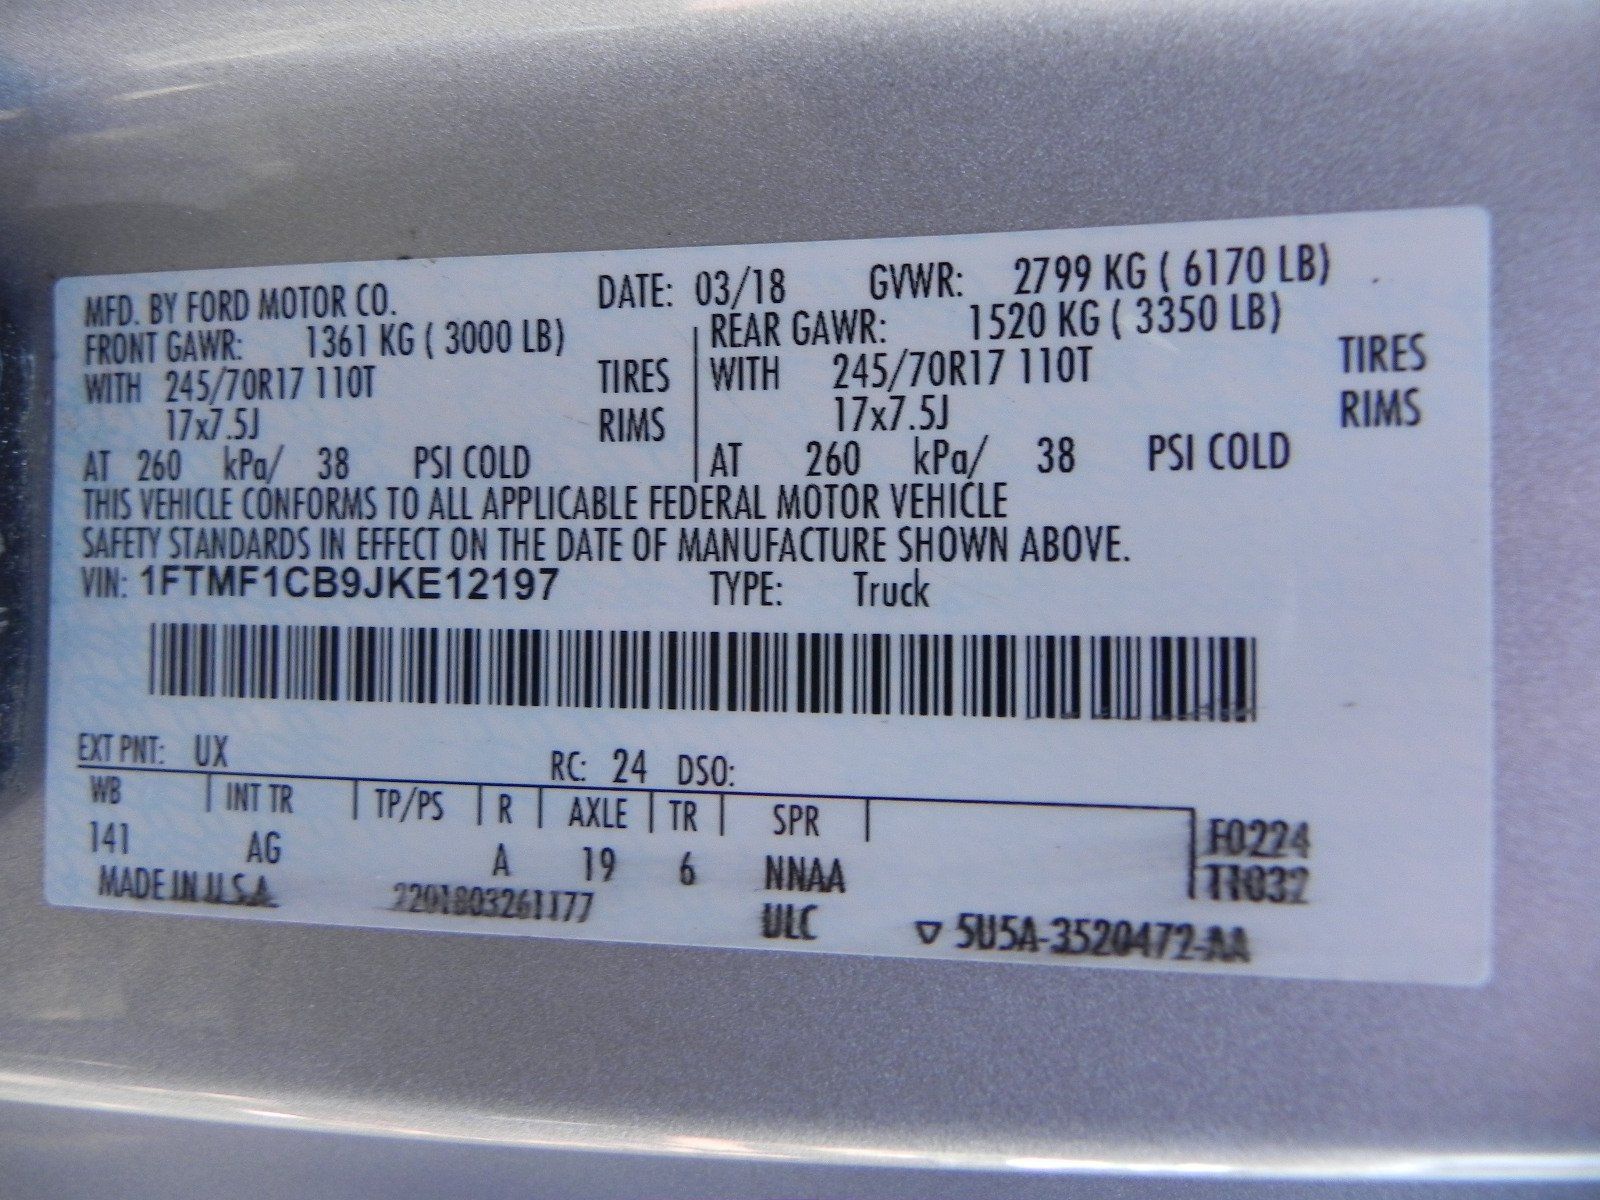 MFD. BY FORD MOTOR CO. DATE: 03/18 GVWR: 2799 KG ( 6170 LB)
FRONT GAWR: 1361 KG ( 3000 LB) REAR GAWR: 1520 KG ( 3350 LB)
WITH 245/70R17 110T TIRES WITH 245/70R17 110T TIRES
17x7.5J RIMS 17x7.5J RIMS
AT 260 kPa/ 38 PSI COLD AT 260 kPa/ 38 PSI COLD
THIS VEHICLE CONFORMS TO ALL APPLICABLE FEDERAL MOTOR VEHICLE
SAFETY STANDARDS IN EFFECT ON THE DATE OF MANUFACTURE SHOWN ABOVE.
VIN: 1FTMF1CB9JKE12197 TYPE: Truck
EXT PNT: UX RC: 24 DSO:
WB INT TR TP/PS R AXLE TR SPR
141 AG A 19 6 NNAA F0224
T1032
MADE IN U.S.A. 2201803261177 ULC ▽ 5U5A-3520472-AA